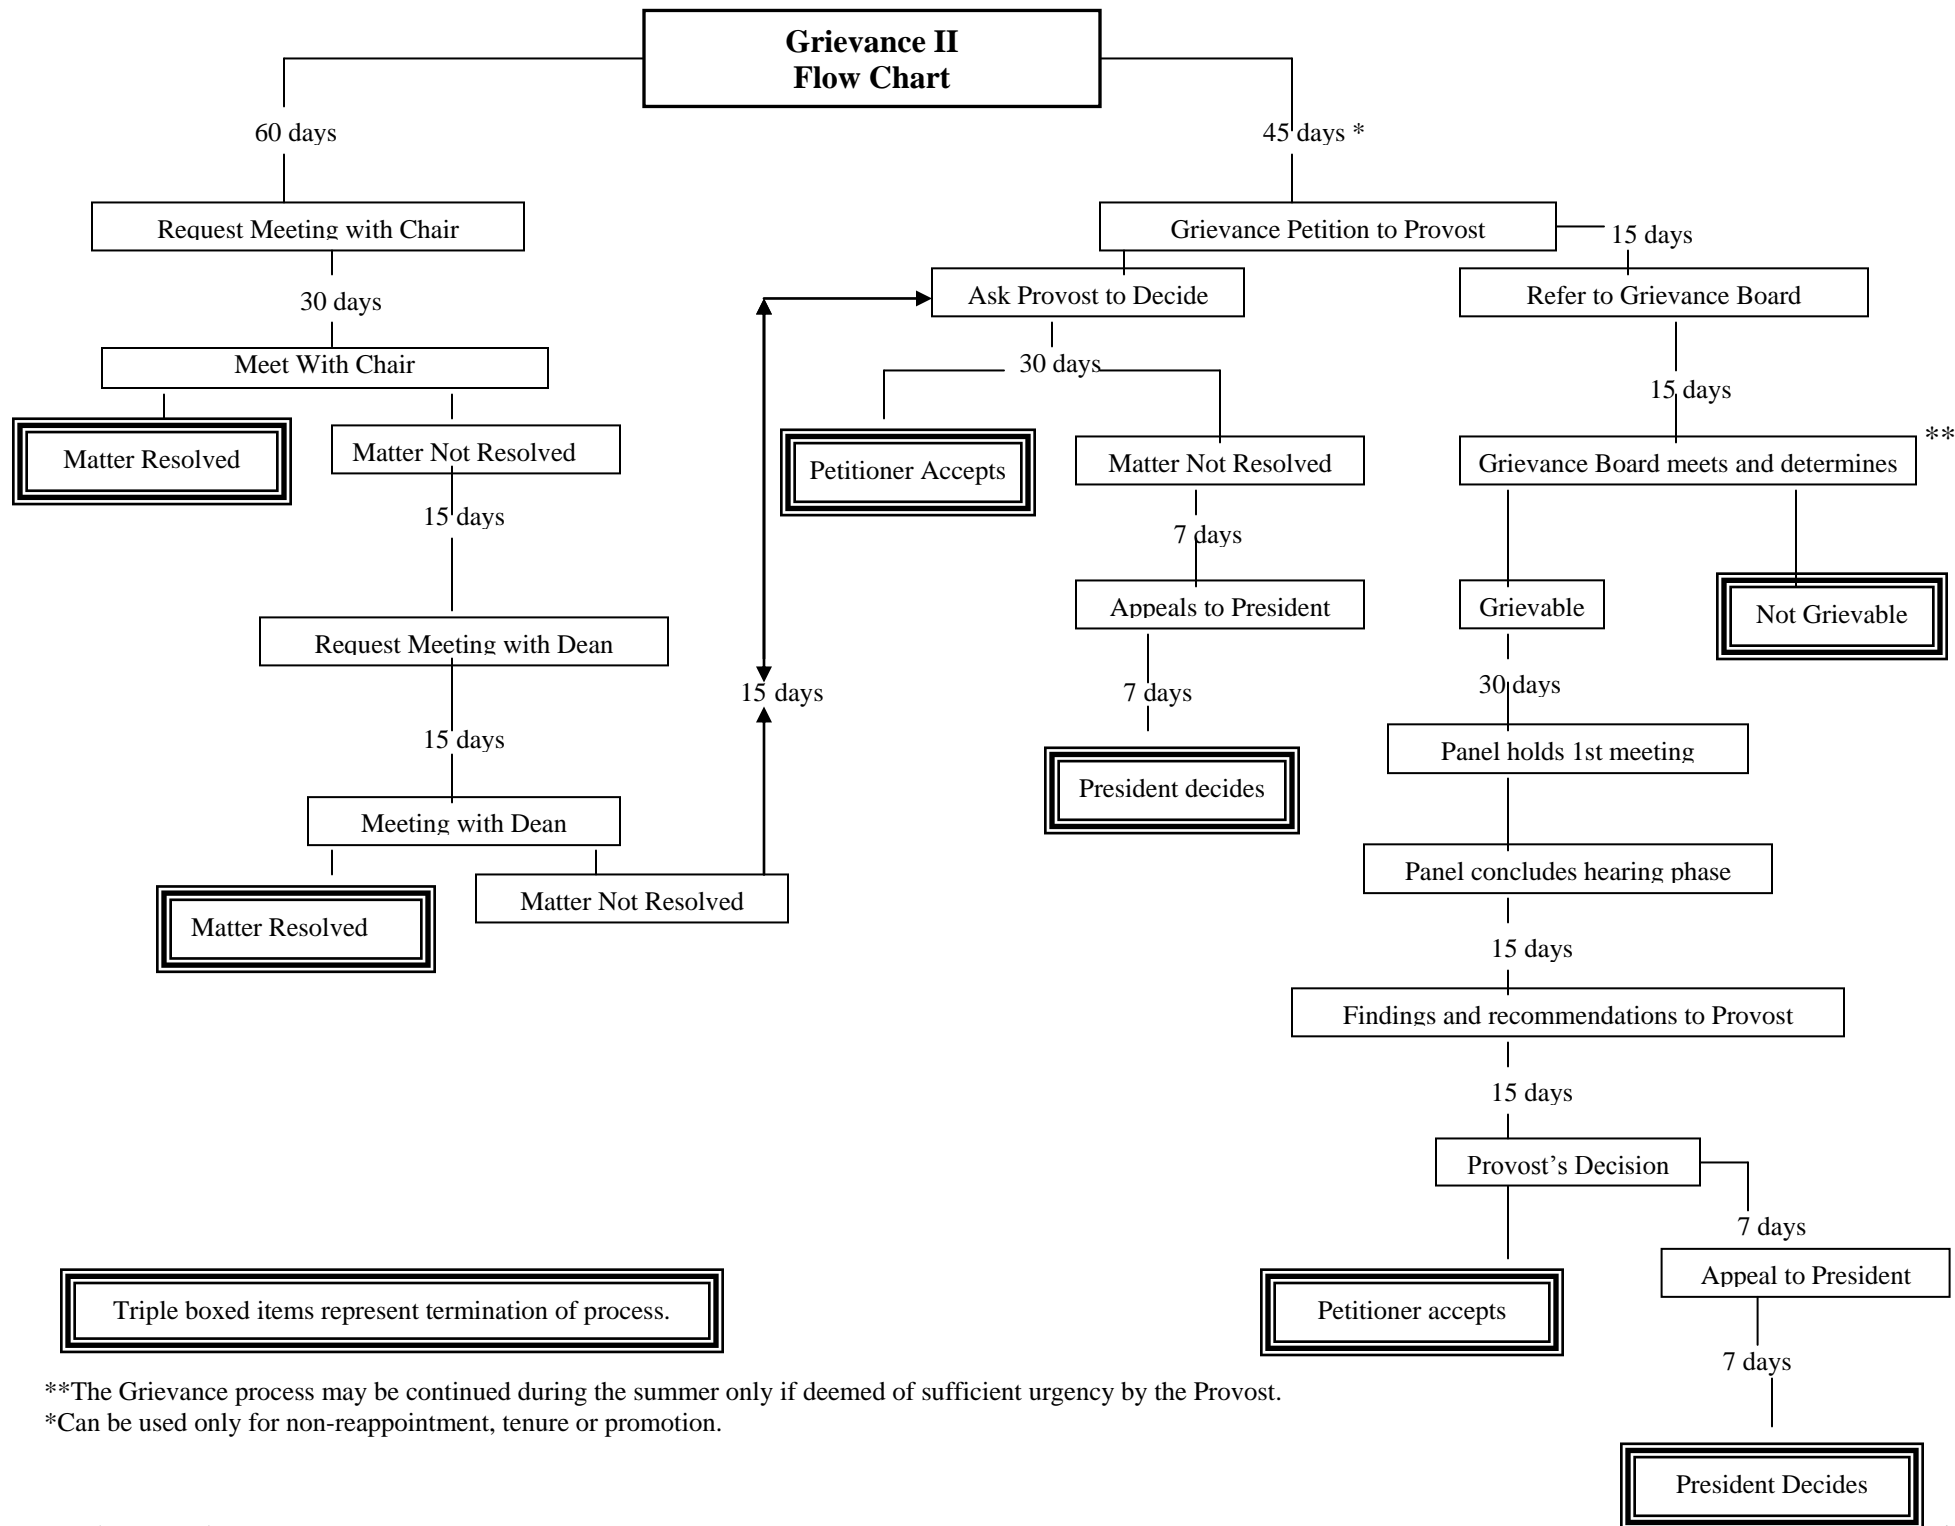 Grievance II
Flow Chart
60 days
45 days *
Request Meeting with Chair
Grievance Petition to Provost
15 days
30 days
Ask Provost to Decide
Refer to Grievance Board
Meet With Chair
30 days
15 days
Matter Resolved
Matter Not Resolved
Petitioner Accepts
Matter Not Resolved
Grievance Board meets and determines
**
15 days
7 days
Request Meeting with Dean
Appeals to President
Grievable
Not Grievable
15 days
7 days
30 days
15 days
President decides
Panel holds 1st meeting
Meeting with Dean
Panel concludes hearing phase
Matter Resolved
Matter Not Resolved
15 days
Findings and recommendations to Provost
15 days
Provost’s Decision
7 days
Appeal to President
Triple boxed items represent termination of process.
Petitioner accepts
7 days
**The Grievance process may be continued during the summer only if deemed of sufficient urgency by the Provost.
*Can be used only for non-reappointment, tenure or promotion.
President Decides